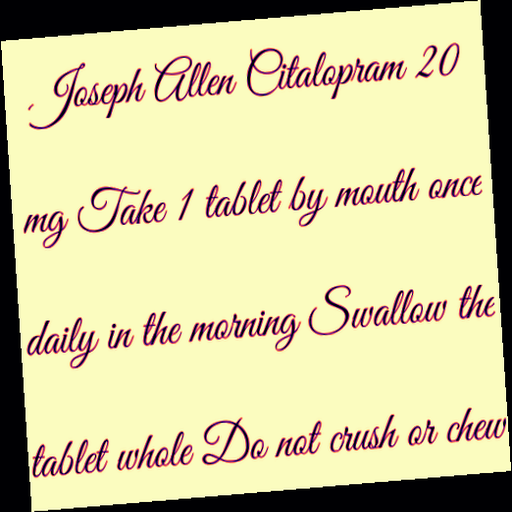 Joseph Allen Citalopram 20
mg Take 1 tablet by mouth once
daily in the morning Swallow the
tablet whole Do not crush or chew